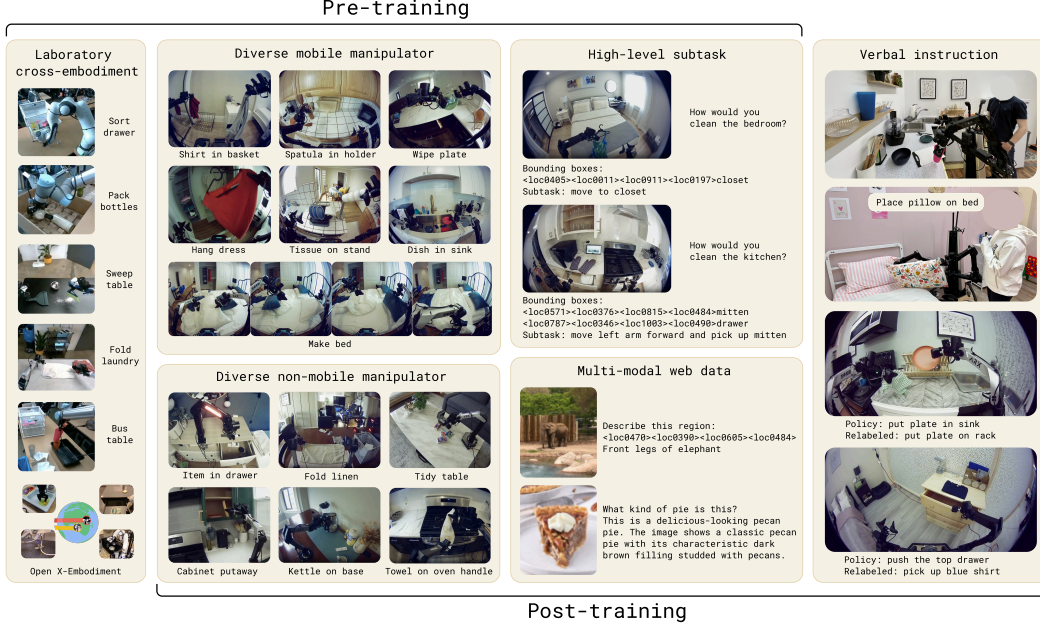 Pre-training
Laboratory
cross-embodiment
Sort
drawer
Pack
bottles
Sweep
table
Fold
laundry
Bus
table
Open X-Embodiment
Diverse mobile manipulator
Shirt in basket
Spatula in holder
Wipe plate
Hang dress
Tissue on stand
Dish in sink
Make bed
Diverse non-mobile manipulator
Item in drawer
Fold linen
Tidy table
Cabinet putaway
Kettle on base
Towel on oven handle
High-level subtask
How would you
clean the bedroom?
Bounding boxes:
<loc0405><loc0011><loc0911><loc0197>closet
Subtask: move to closet
How would you
clean the kitchen?
Bounding boxes:
<loc0571><loc0376><loc0815><loc0484>mitten
<loc0787><loc0346><loc1003><loc0490>drawer
Subtask: move left arm forward and pick up mitten
Multi-modal web data
Describe this region:
<loc0470><loc0390><loc0605><loc0484>
Front legs of elephant
What kind of pie is this?
This is a delicious-looking pecan
pie. The image shows a classic pecan
pie with its characteristic dark
brown filling studded with pecans.
Verbal instruction
Place pillow on bed
Policy: put plate in sink
Relabeled: put plate on rack
Policy: push the top drawer
Relabeled: pick up blue shirt
Post-training